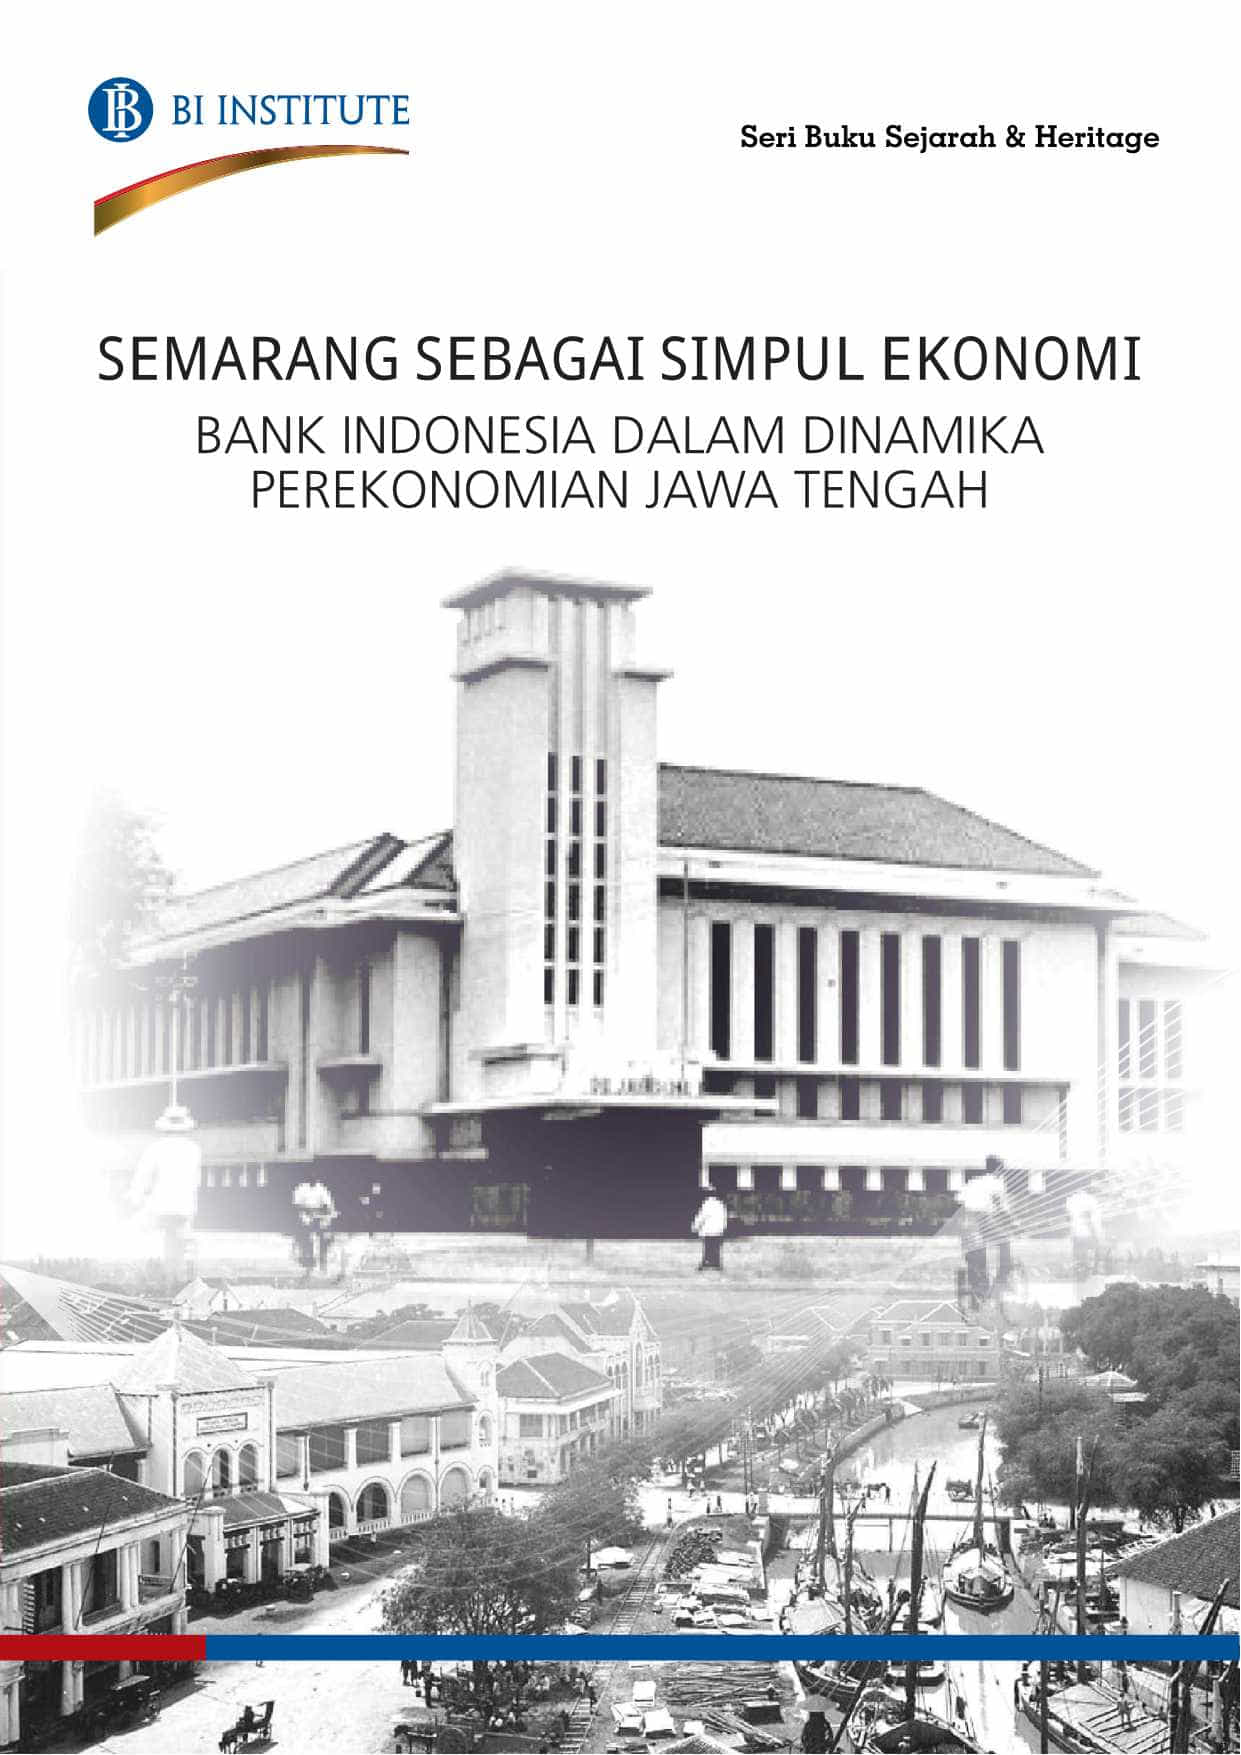 BI INSTITUTE
Seri Buku Sejarah & Heritage
SEMARANG SEBAGAI SIMPUL EKONOMI
BANK INDONESIA DALAM DINAMIKA
PEREKONOMIAN JAWA TENGAH